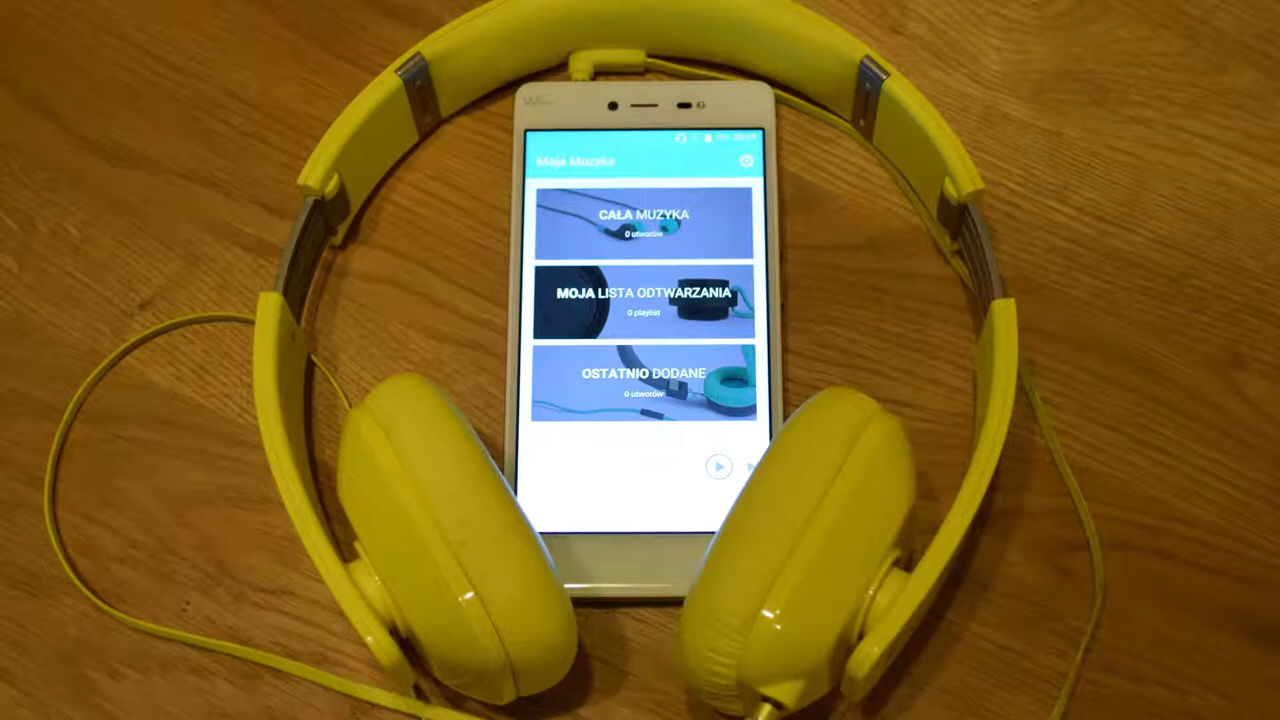 Moja Muzyka
CAŁA MUZYKA
0 utworów
MOJA LISTA ODTWARZANIA
0 playlist
OSTATNIO DODANE
0 utworów